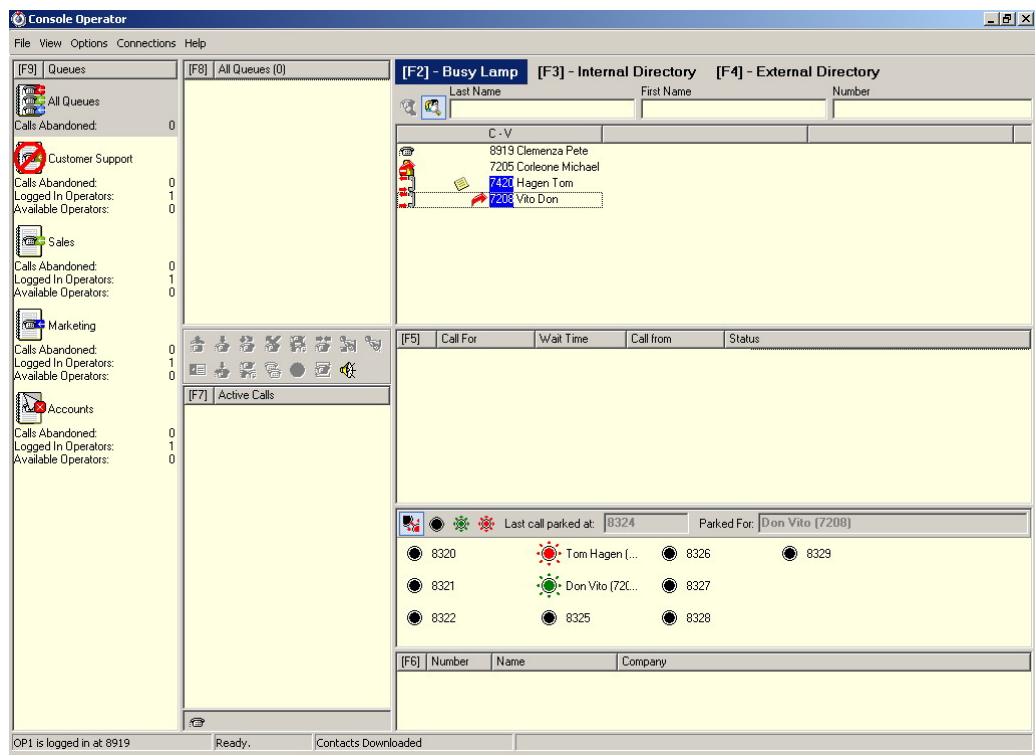 Console Operator
File View Options Connections Help
[F9] Queues
All Queues
Calls Abandoned: 0
Customer Support
Calls Abandoned: 0
Logged In Operators: 1
Available Operators: 0
Sales
Calls Abandoned: 0
Logged In Operators: 1
Available Operators: 0
Marketing
Calls Abandoned: 0
Logged In Operators: 1
Available Operators: 0
Accounts
Calls Abandoned: 0
Logged In Operators: 1
Available Operators: 0
[F8] All Queues (0)
[F7] Active Calls
[F2] - Busy Lamp [F3] - Internal Directory [F4] - External Directory
Last Name First Name Number
C - V
8919 Clemenza Pete
7205 Corleone Michael
7420 Hagen Tom
7208 Vito Don
[F5] Call For Wait Time Call from Status
Last call parked at: 8324 Parked For: Don Vito (7208)
8320 Tom Hagen (... 8326 8329
8321 Don Vito (720... 8327
8322 8325 8328
[F6] Number Name Company
OP1 is logged in at 8919 Ready. Contacts Downloaded